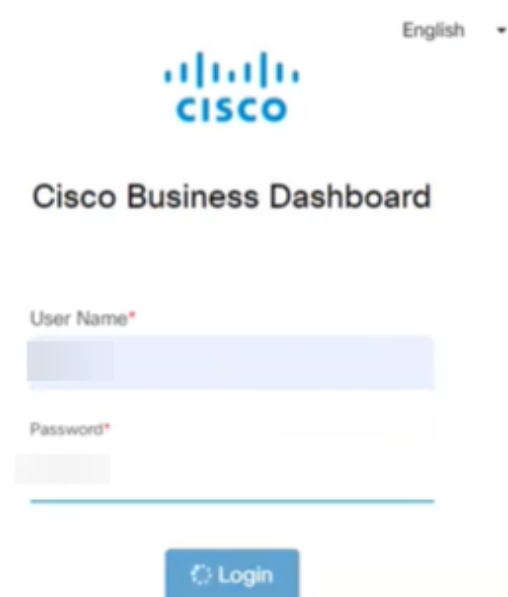 English
CISCO
Cisco Business Dashboard
User Name*
Password*
Login